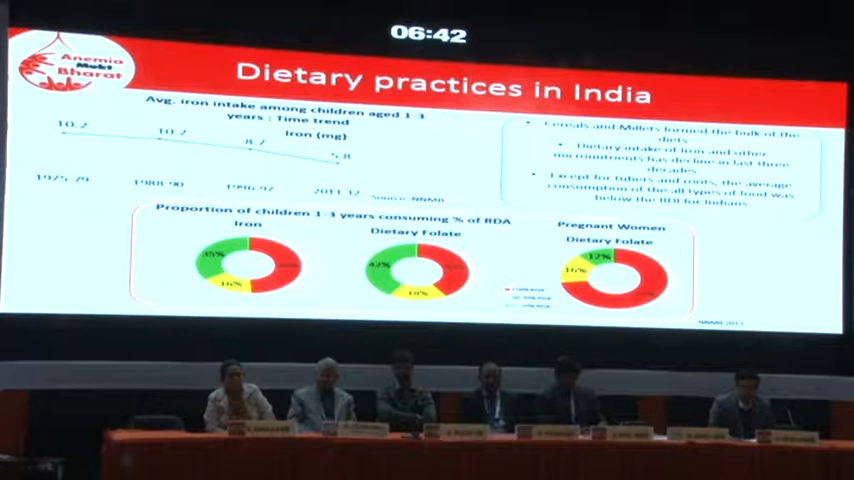 06:42
Anemia
Mukt
Bharat
Dietary practices in India
Avg. iron intake among children aged 1-3
years : Time trend
Iron (mg)
10.2
10.2
8.7
5.8
1975-79
1988-90
1996-97
2011-12
Source: NNMB
• Cereals and Millets formed the bulk of the
diets
• Dietary intake of Iron and other
micronutrients has decline in last three
decades
• Except for tubers and roots, the average
consumption of the all types of food was
below the RDI for Indians
Proportion of children 1-3 years consuming % of RDA
Iron
35%
16%
Dietary Folate
42%
18%
Pregnant Women
Dietary Folate
12%
16%